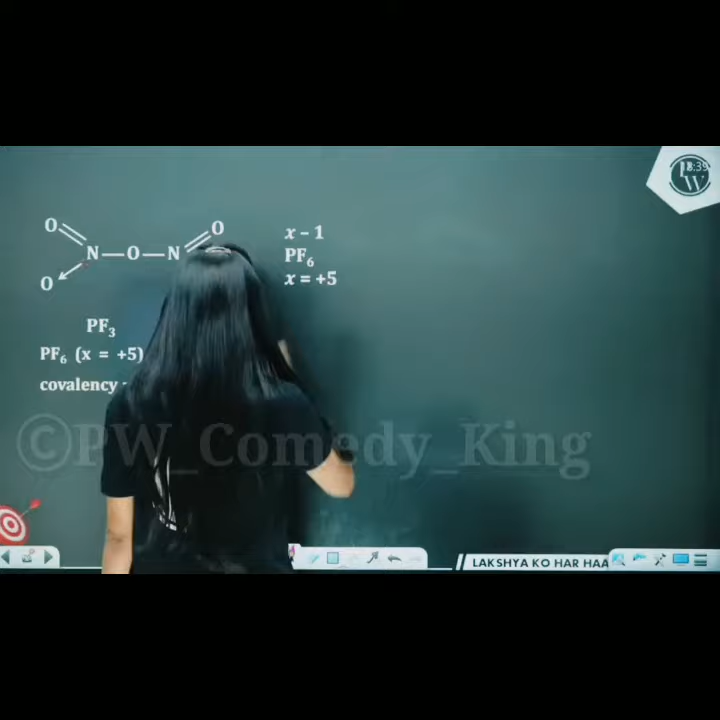 O O
N — O — N
O
x – 1
PF₆
x = +5
PF₃
PF₆ (x = +5)
covalency
©PW_Comedy_King
LAKSHYA KO HAR HAA